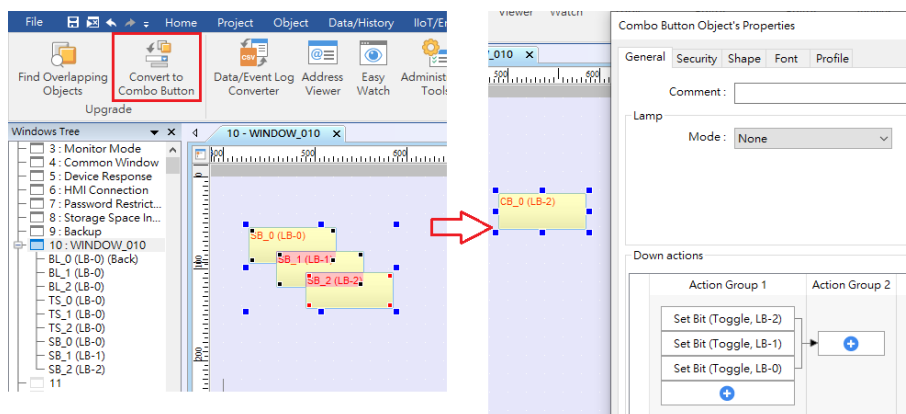 File
Home
Project
Object
Data/History
Find Overlapping
Objects
Convert to
Combo Button
Data/Event Log
Converter
Address
Viewer
Easy
Watch
Upgrade
Windows Tree
10 - WINDOW_010
3 : Monitor Mode
4 : Common Window
5 : Device Response
6 : HMI Connection
7 : Password Restrict...
8 : Storage Space In...
9 : Backup
10 : WINDOW_010
BL_0 (LB-0) (Back)
BL_1 (LB-0)
BL_2 (LB-0)
TS_0 (LB-0)
TS_1 (LB-0)
TS_2 (LB-0)
SB_0 (LB-0)
SB_1 (LB-1)
SB_2 (LB-2)
11
500
600
100
200
SB_0 (LB-0)
SB_1 (LB-1)
SB_2 (LB-2)
Viewer
Watch
_010
500
600
CB_0 (LB-2)
Combo Button Object's Properties
General
Security
Shape
Font
Profile
Comment :
Lamp
Mode :
None
Down actions
Action Group 1
Action Group 2
Set Bit (Toggle, LB-2)
Set Bit (Toggle, LB-1)
Set Bit (Toggle, LB-0)